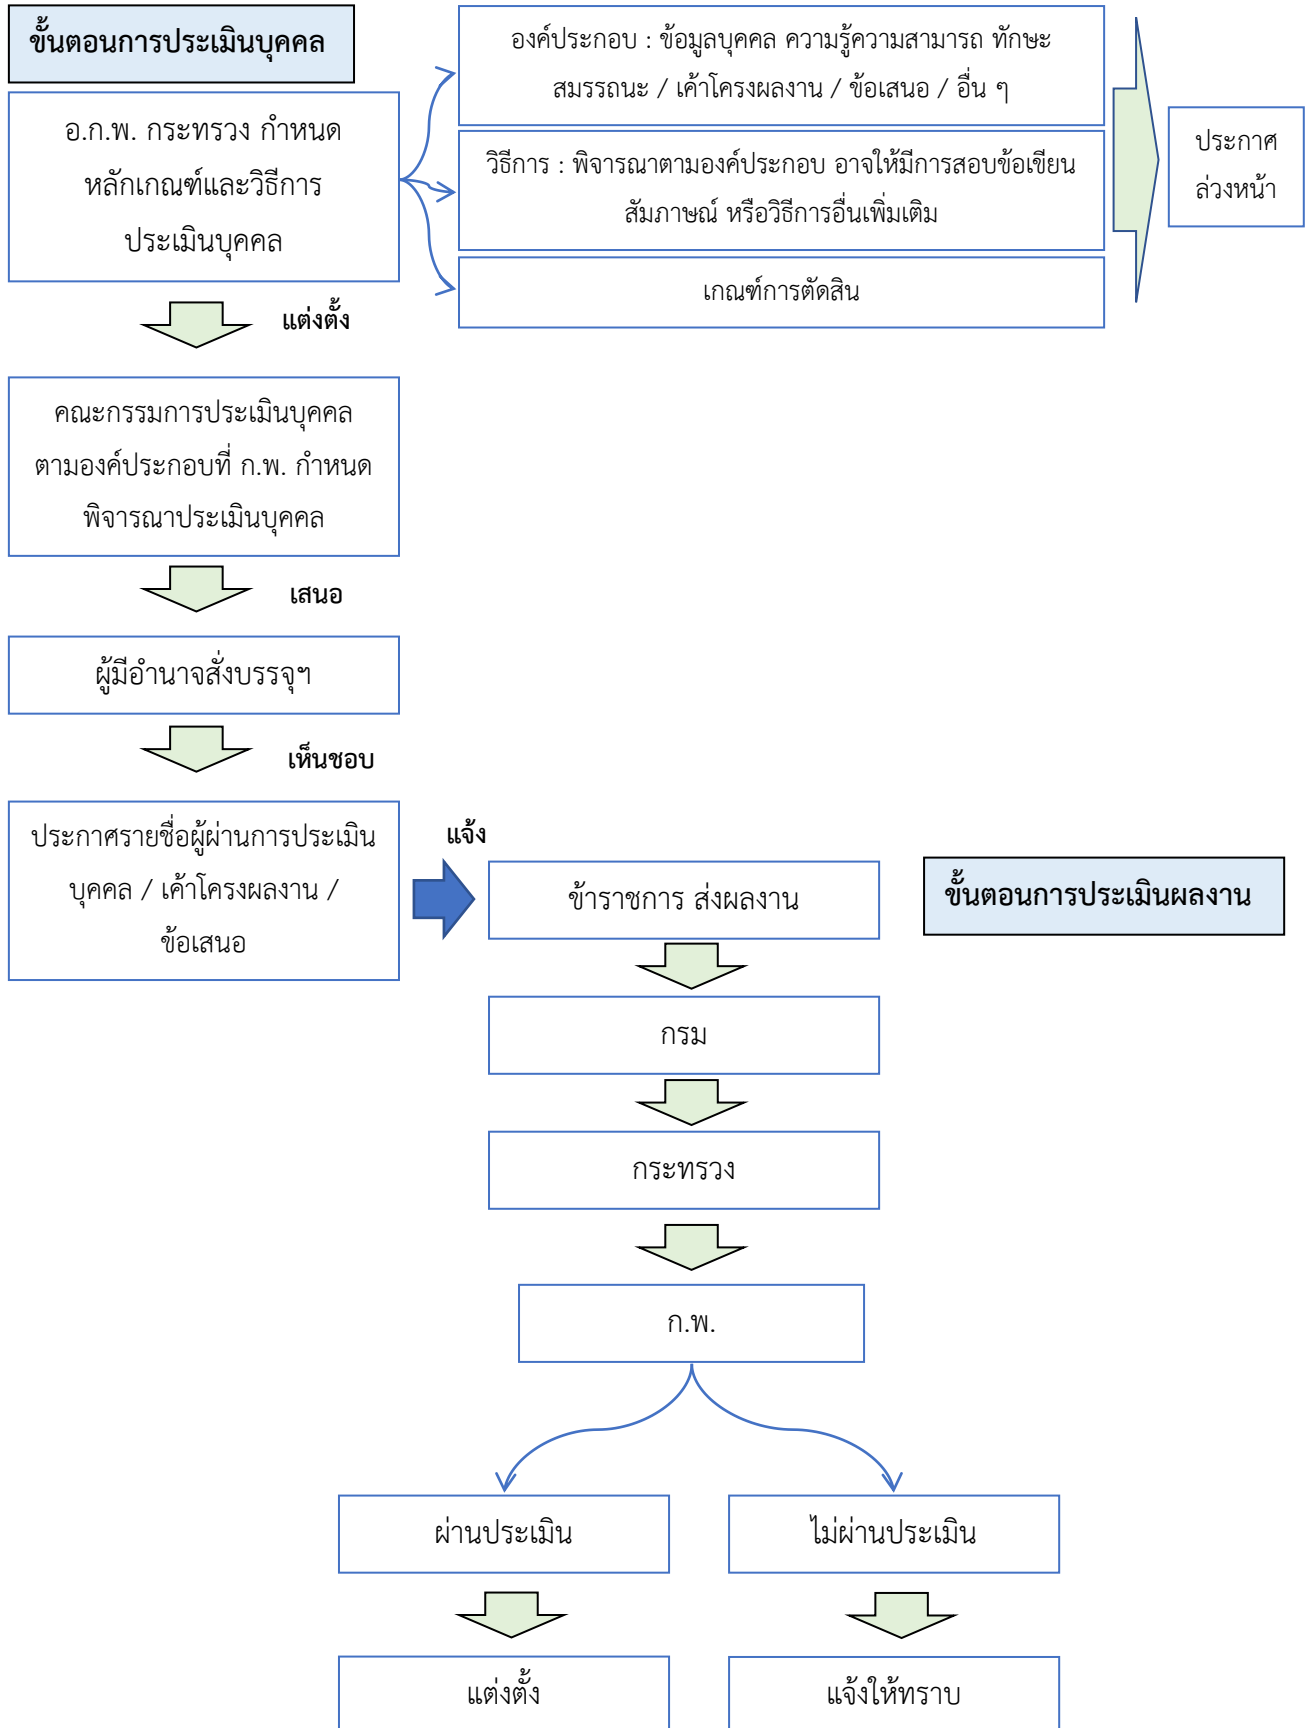 ขั้นตอนการประเมินบุคคล
อ.ก.พ. กระทรวง กำหนด
หลักเกณฑ์และวิธีการ
ประเมินบุคคล
องค์ประกอบ : ข้อมูลบุคคล ความรู้ความสามารถ ทักษะ
สมรรถนะ / เค้าโครงผลงาน / ข้อเสนอ / อื่น ๆ
วิธีการ : พิจารณาตามองค์ประกอบ อาจให้มีการสอบข้อเขียน
สัมภาษณ์ หรือวิธีการอื่นเพิ่มเติม
เกณฑ์การตัดสิน
ประกาศ
ล่วงหน้า
แต่งตั้ง
คณะกรรมการประเมินบุคคล
ตามองค์ประกอบที่ ก.พ. กำหนด
พิจารณาประเมินบุคคล
เสนอ
ผู้มีอำนาจสั่งบรรจุฯ
เห็นชอบ
ประกาศรายชื่อผู้ผ่านการประเมิน
บุคคล / เค้าโครงผลงาน /
ข้อเสนอ
แจ้ง
ข้าราชการ ส่งผลงาน
ขั้นตอนการประเมินผลงาน
กรม
กระทรวง
ก.พ.
ผ่านประเมิน
ไม่ผ่านประเมิน
แต่งตั้ง
แจ้งให้ทราบ